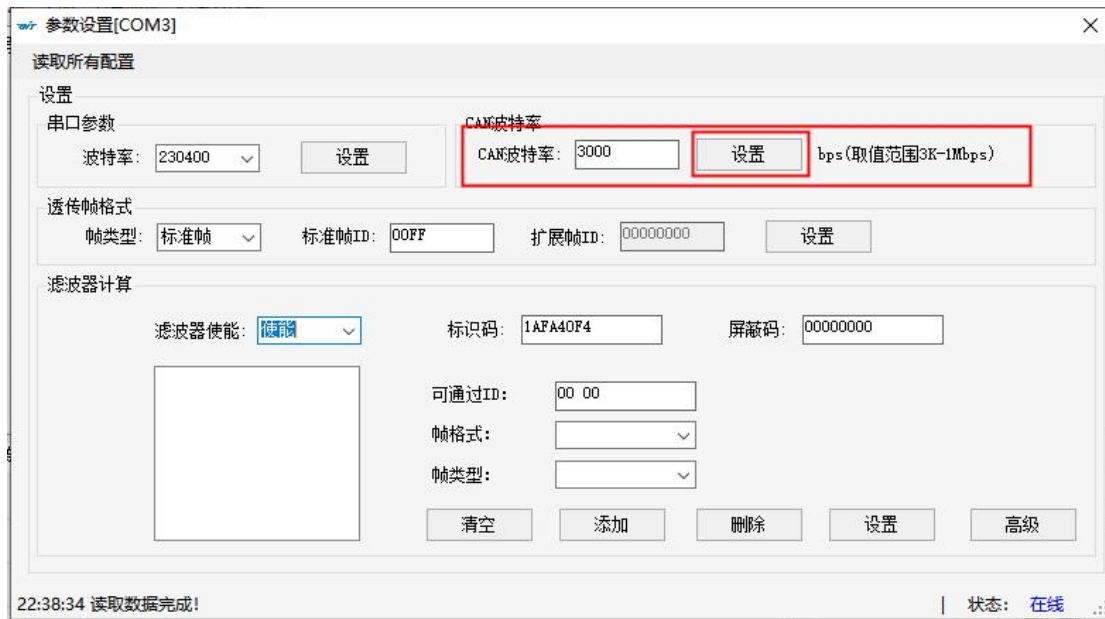 WIT 参数设置[COM3]
读取所有配置
设置
串口参数
波特率: 230400 设置
CAN波特率
CAN波特率: 3000 设置 bps(取值范围3K-1Mbps)
透传帧格式
帧类型: 标准帧 标准帧ID: 00FF 扩展帧ID: 00000000 设置
滤波器计算
滤波器使能: 使能 标识码: 1AFA40F4 屏蔽码: 00000000
可通过ID: 00 00
帧格式:
帧类型:
清空 添加 删除 设置 高级
22:38:34 读取数据完成! 状态: 在线